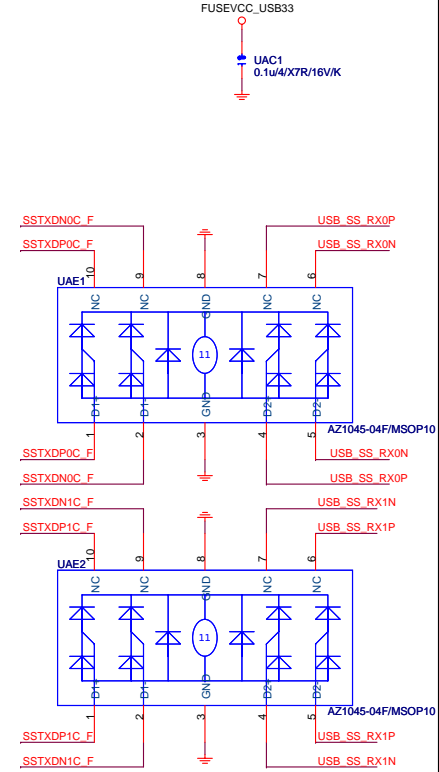 FUSEVCC_USB33
UAC1
0.1u/4/X7R/16V/K
SSTXDN0C_F
USB_SS_RX0P
SSTXDP0C_F
USB_SS_RX0N
10 9 8 7 6
UAE1
NC NC GND NC NC
11
D1+ D1- GND D2+ D2-
AZ1045-04F/MSOP10
1 2 3 4 5
SSTXDP0C_F
USB_SS_RX0N
SSTXDN0C_F
USB_SS_RX0P
SSTXDN1C_F
USB_SS_RX1N
SSTXDP1C_F
USB_SS_RX1P
10 9 8 7 6
UAE2
NC NC GND NC NC
11
D1+ D1- GND D2+ D2-
AZ1045-04F/MSOP10
1 2 3 4 5
SSTXDP1C_F
USB_SS_RX1P
SSTXDN1C_F
USB_SS_RX1N